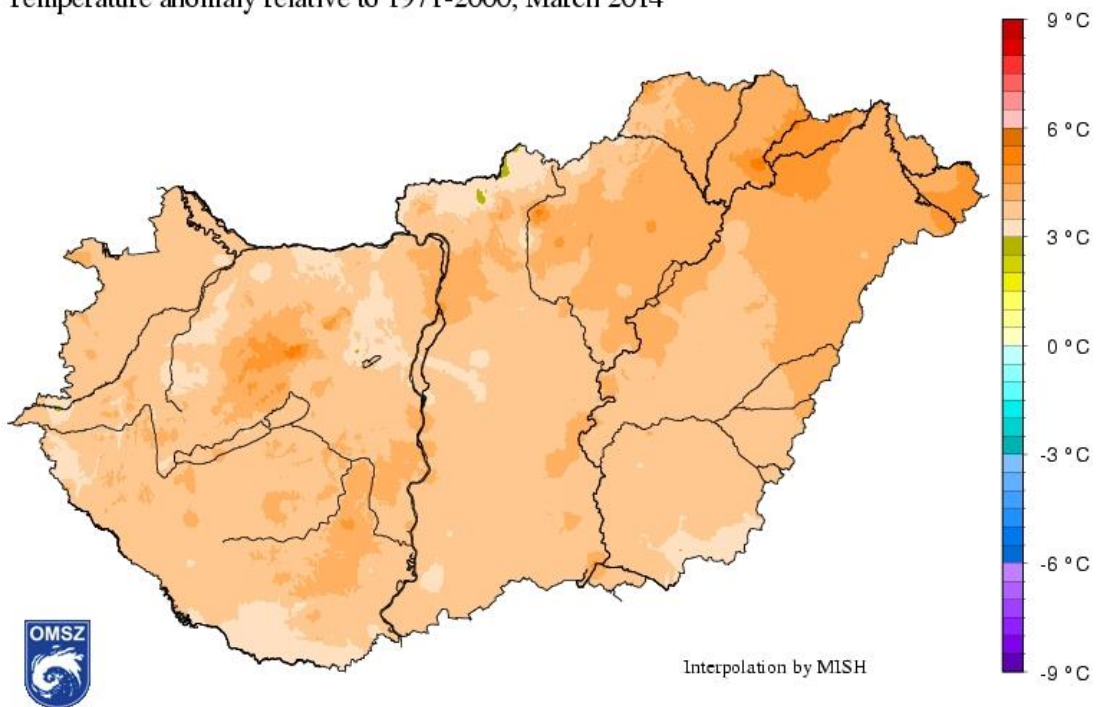 Temperature anomaly relative to 1971-2000, March 2014
9 °C
6 °C
3 °C
0 °C
-3 °C
-6 °C
-9 °C
OMSZ
Interpolation by MISH